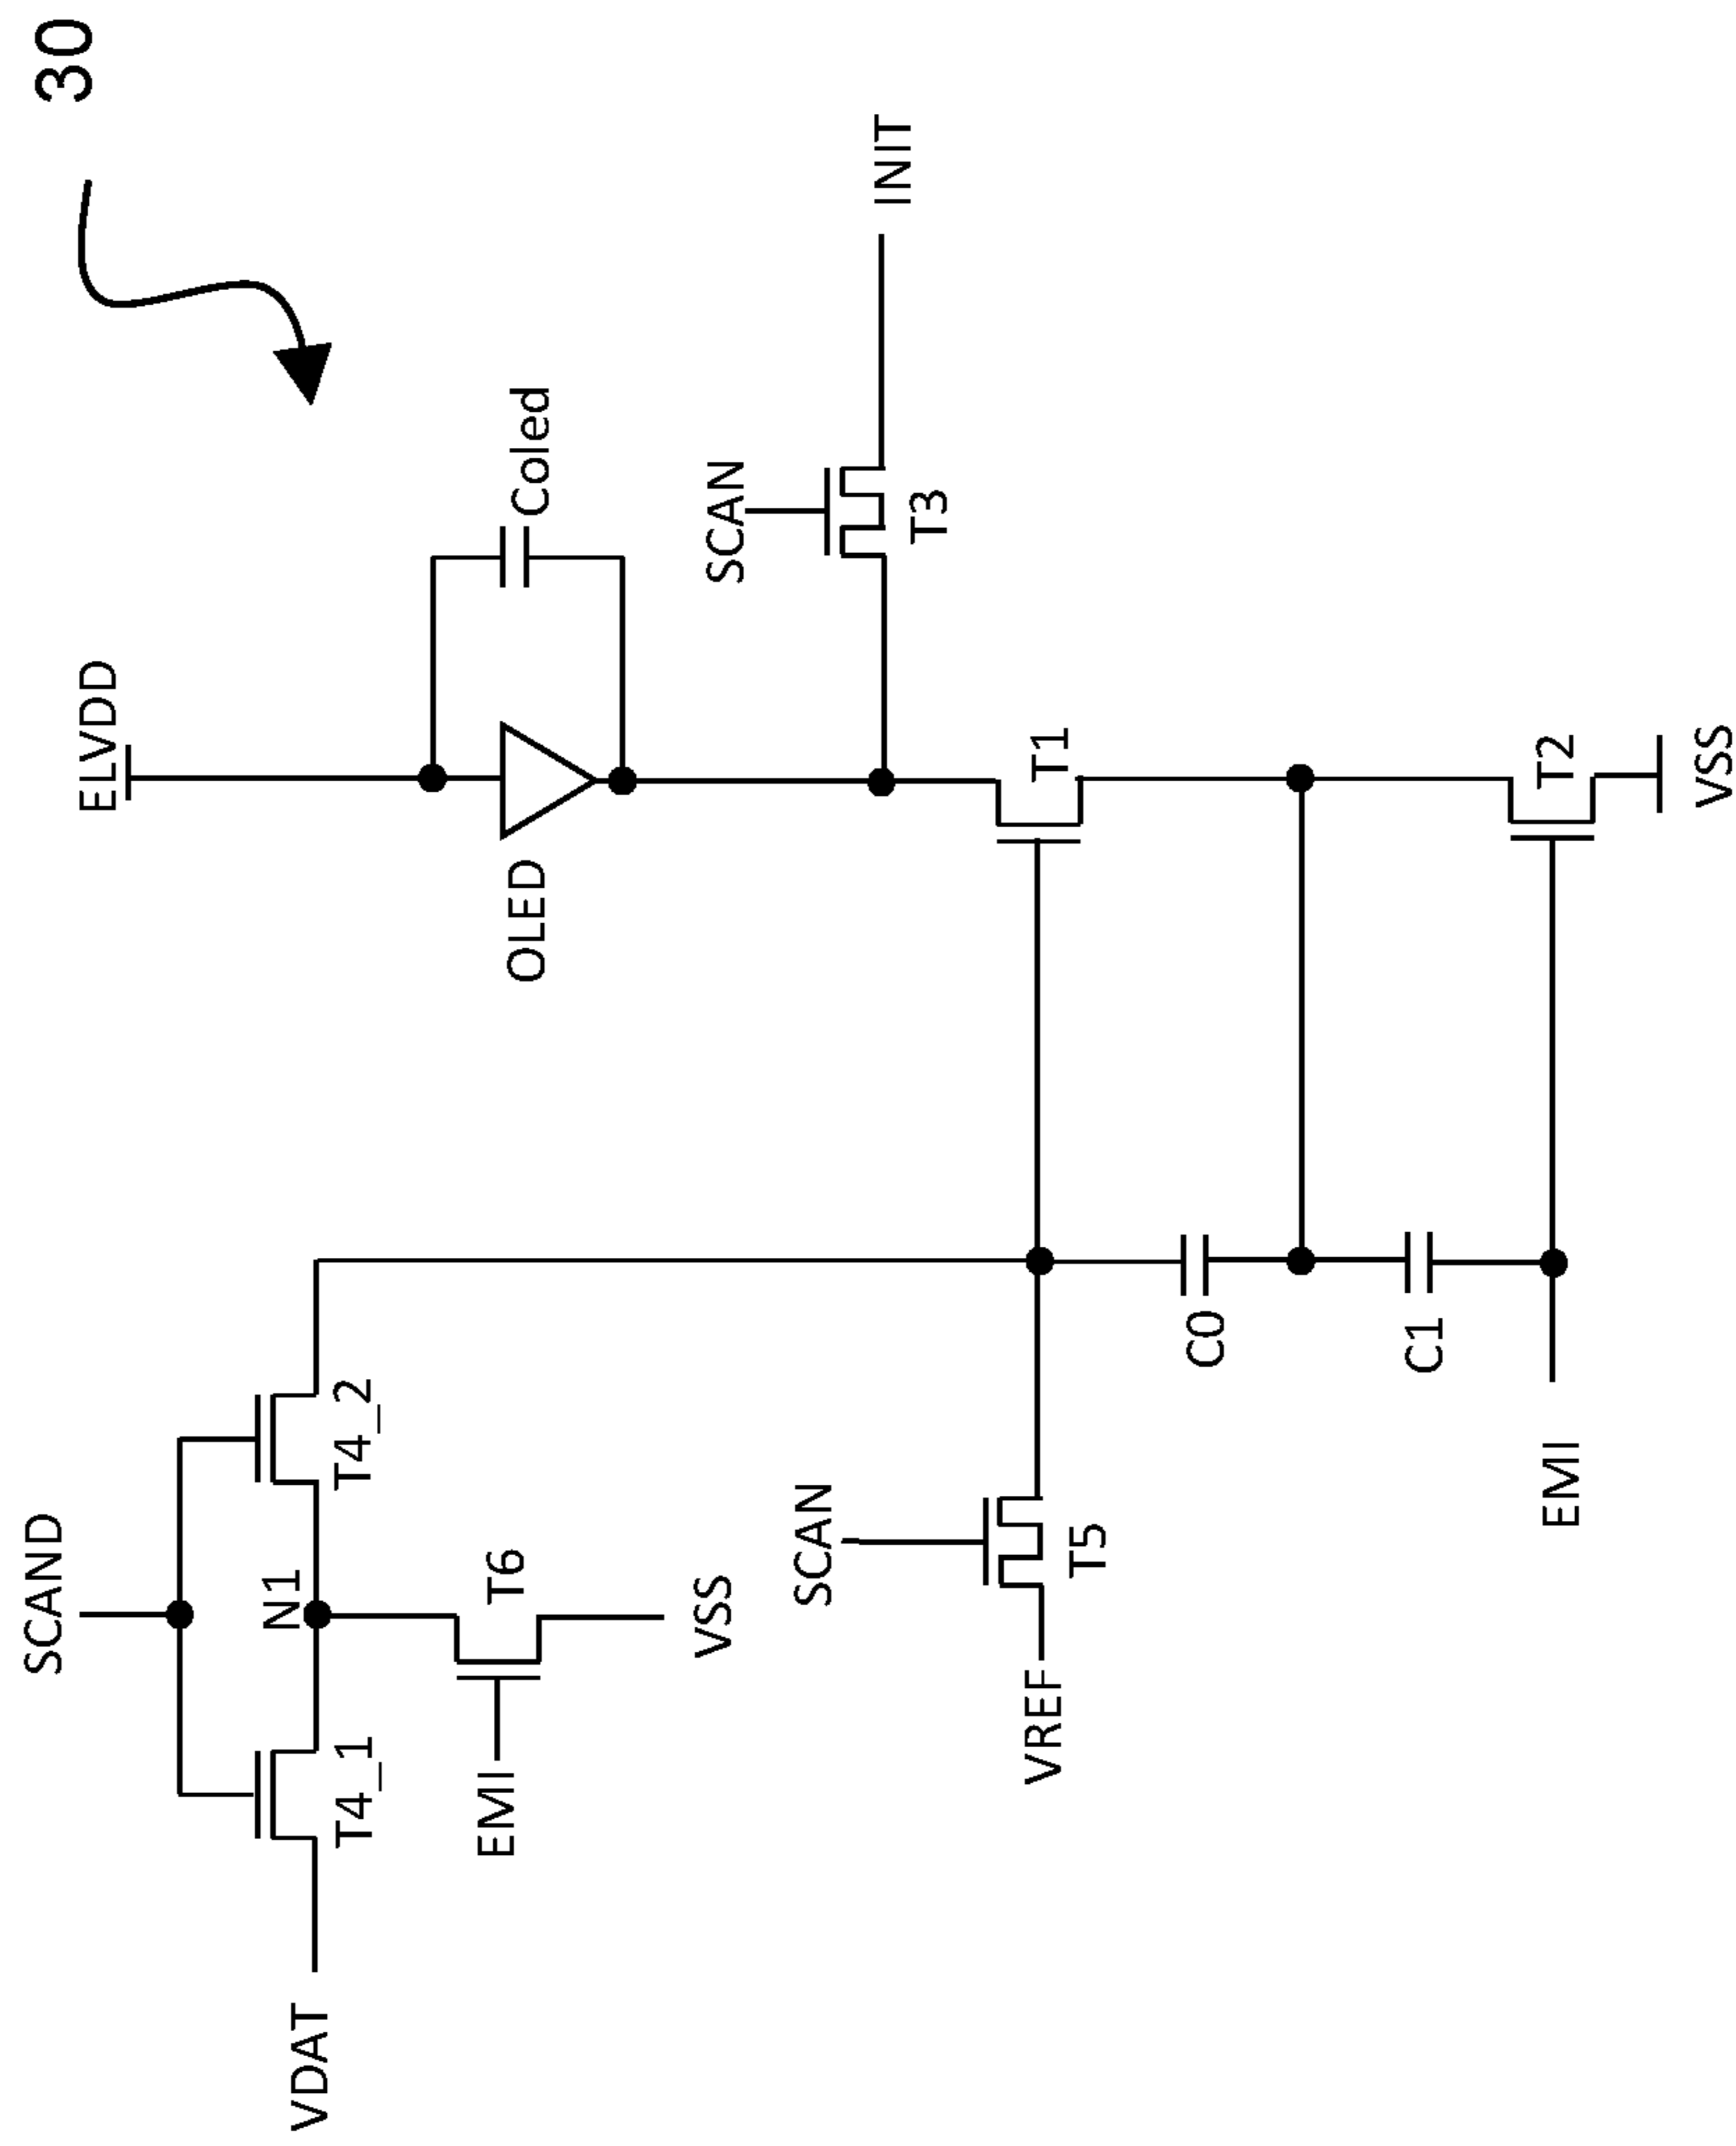 30
ELVDD
Coled
OLED
SCAN
INIT
T3
SCAND
N1
T4_1
T4_2
VDAT
EMI
T6
VSS
SCAN
VREF
T5
T1
C0
C1
EMI
T2
VSS